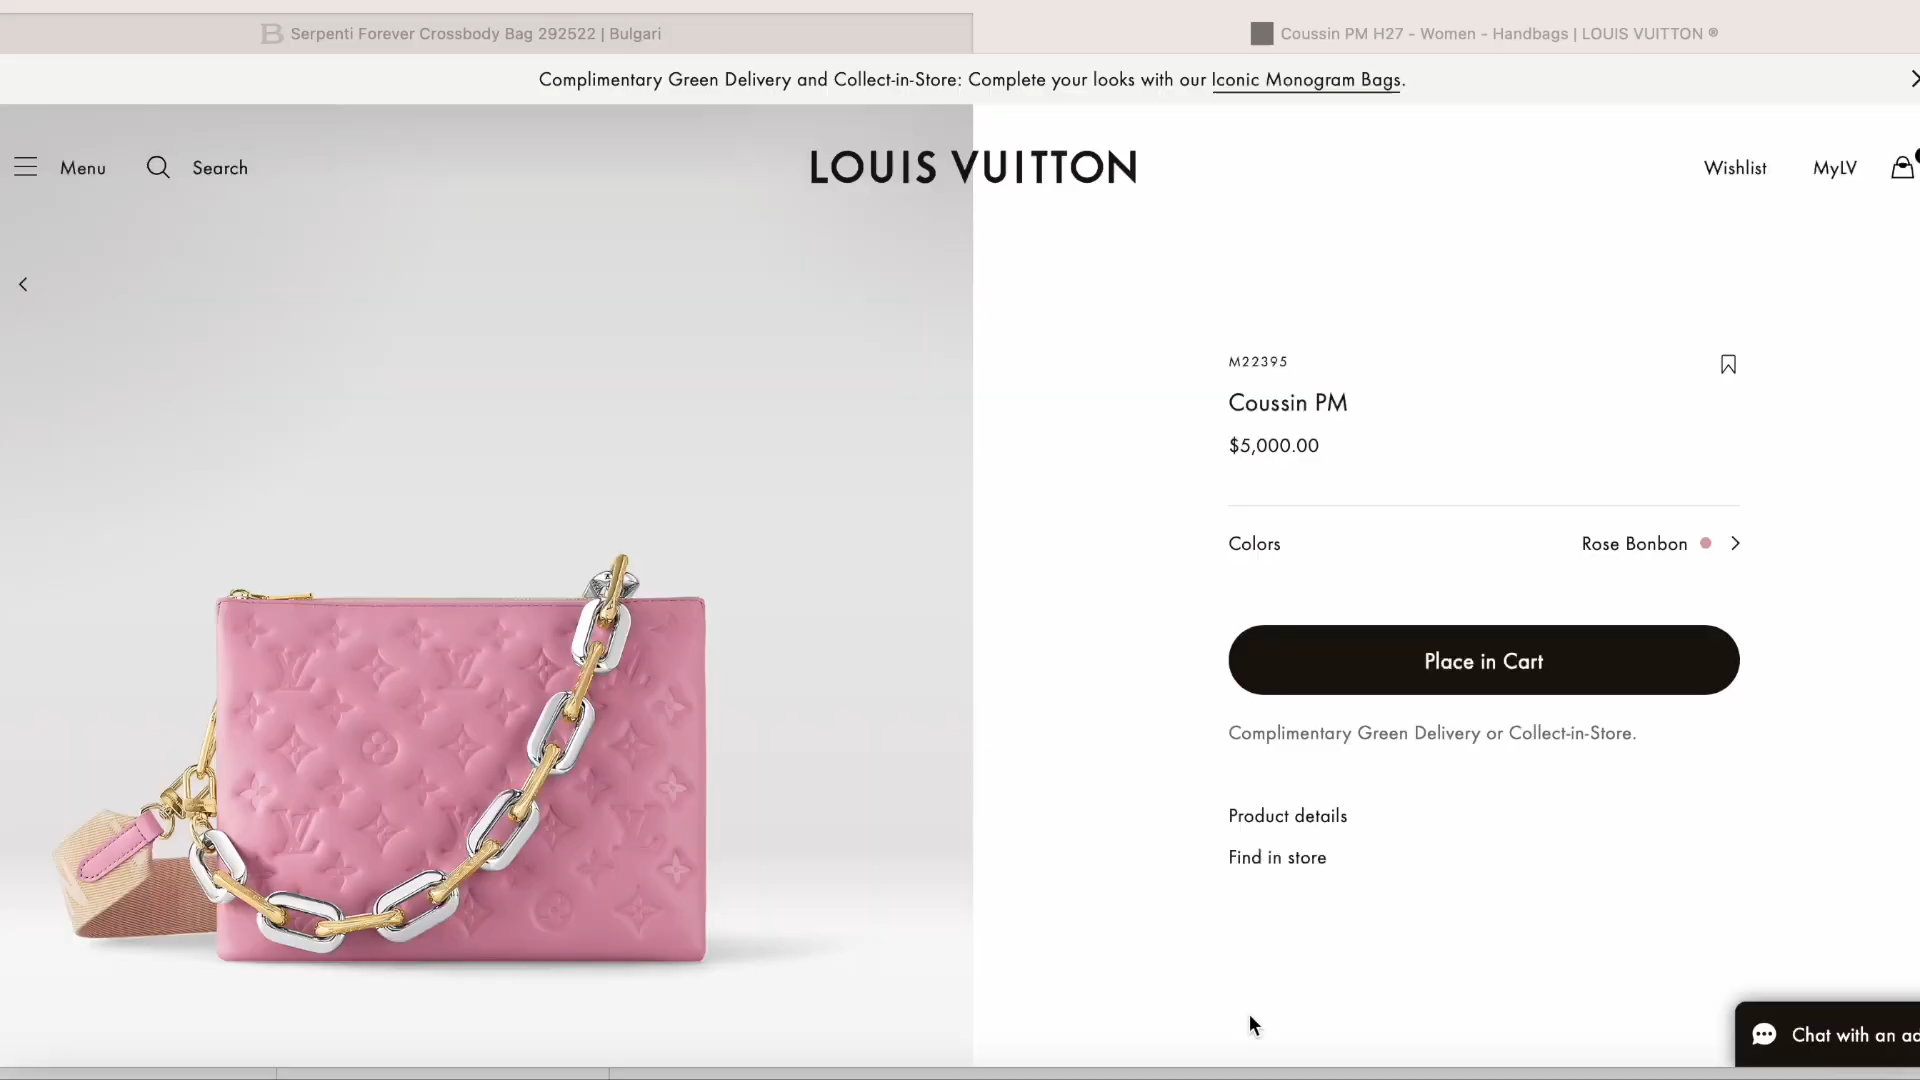 Serpenti Forever Crossbody Bag 292522 | Bulgari
Coussin PM H27 - Women - Handbags | LOUIS VUITTON ®
Complimentary Green Delivery and Collect-in-Store: Complete your looks with our Iconic Monogram Bags.
Menu
Search
LOUIS VUITTON
Wishlist
MyLV
M22395
Coussin PM
$5,000.00
Colors
Rose Bonbon
Place in Cart
Complimentary Green Delivery or Collect-in-Store.
Product details
Find in store
Chat with an